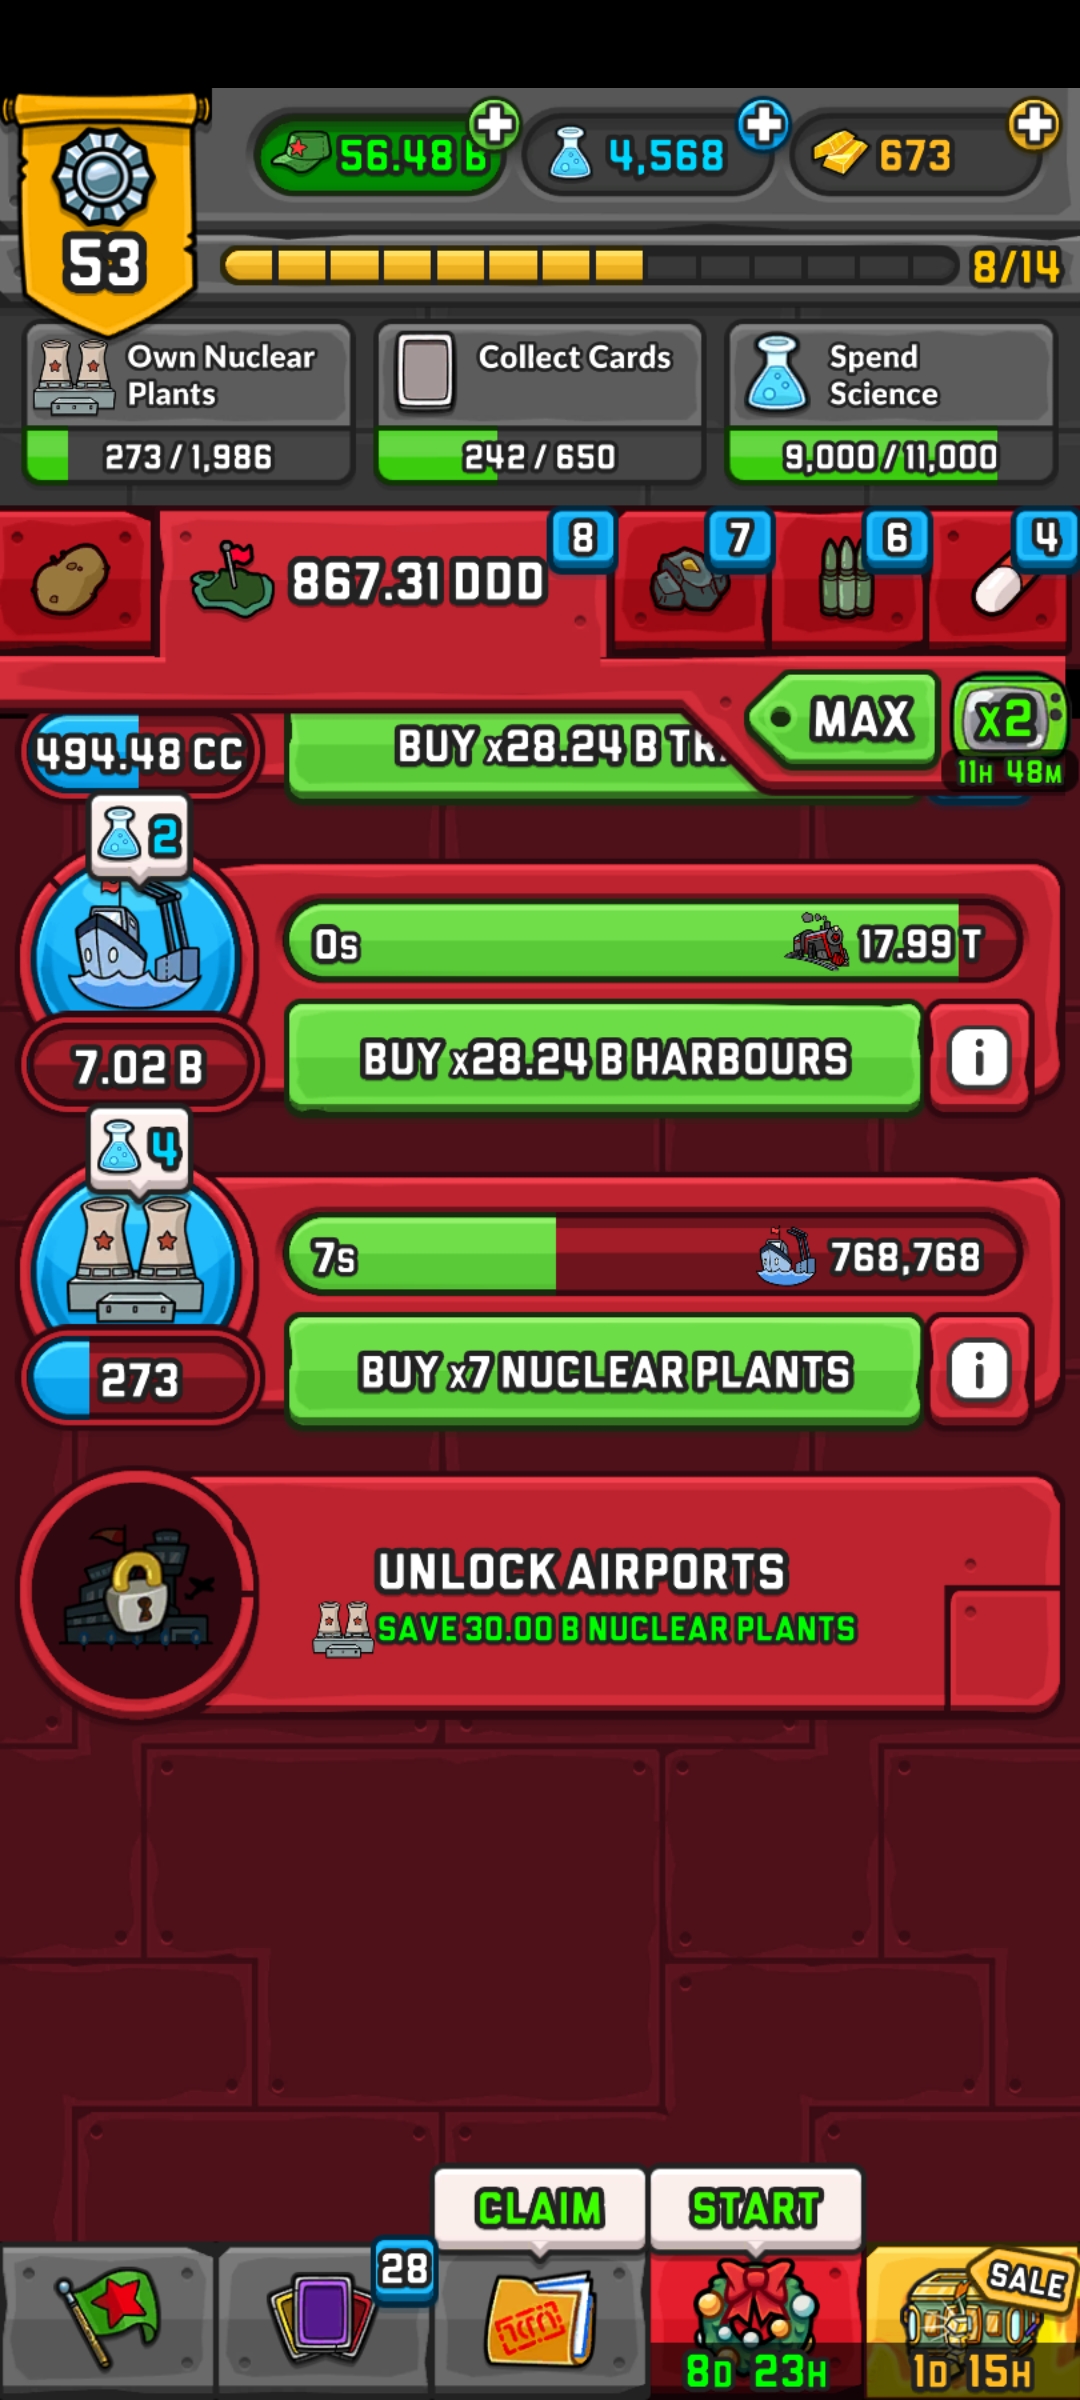 53
56.48 B
4,568
673
8/14
Own Nuclear
Plants
273 / 1,986
Collect Cards
242 / 650
Spend
Science
9,000 / 11,000
867.31 DDD
8
7
6
4
MAX
x2
11H 48M
494.48 CC
BUY x28.24 B
2
0s
17.99 T
7.02 B
BUY x28.24 B HARBOURS
i
4
7s
768,768
273
BUY x7 NUCLEAR PLANTS
i
UNLOCK AIRPORTS
SAVE 30.00 B NUCLEAR PLANTS
CLAIM
START
28
SALE
8D 23H
1D 15H